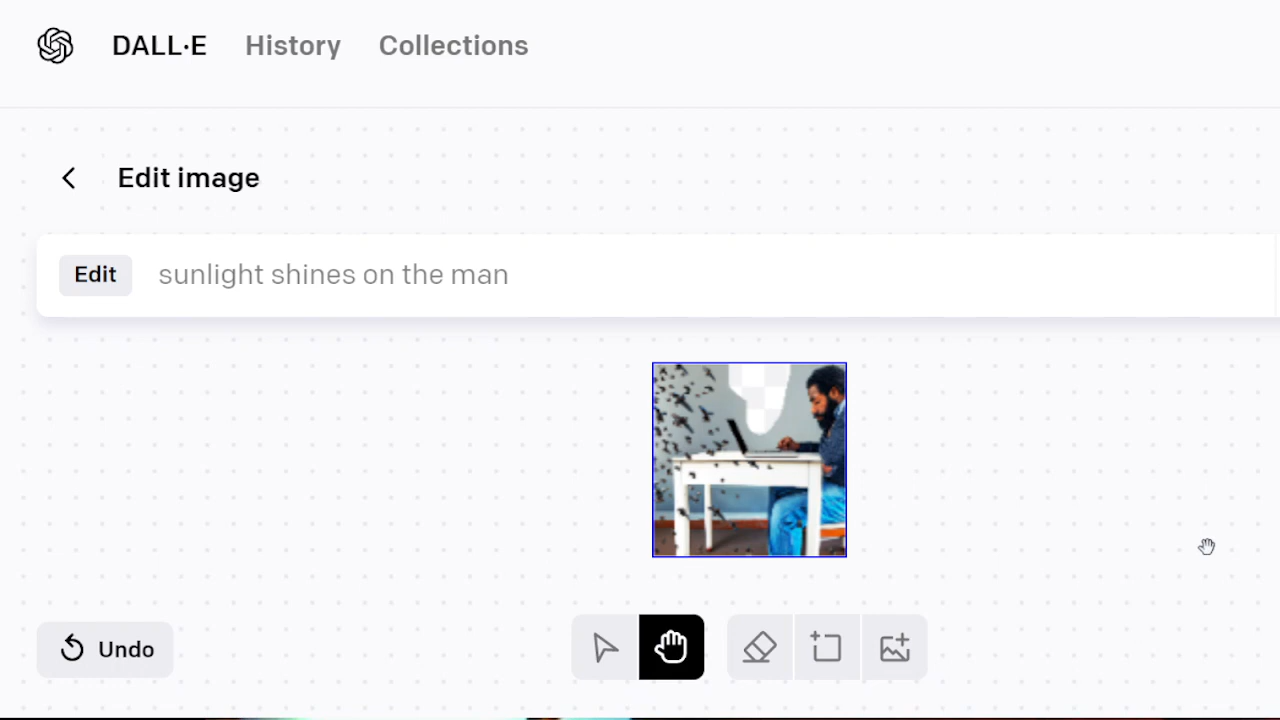 DALL·E History Collections
Edit image
Edit sunlight shines on the man
Undo